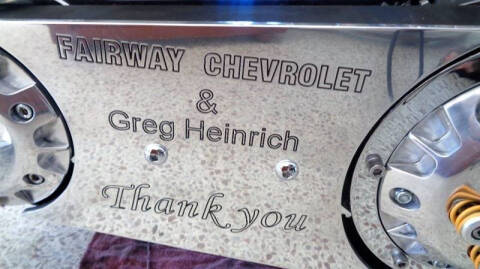 FAIRWAY CHEVROLET
&
Greg Heinrich
Thank you